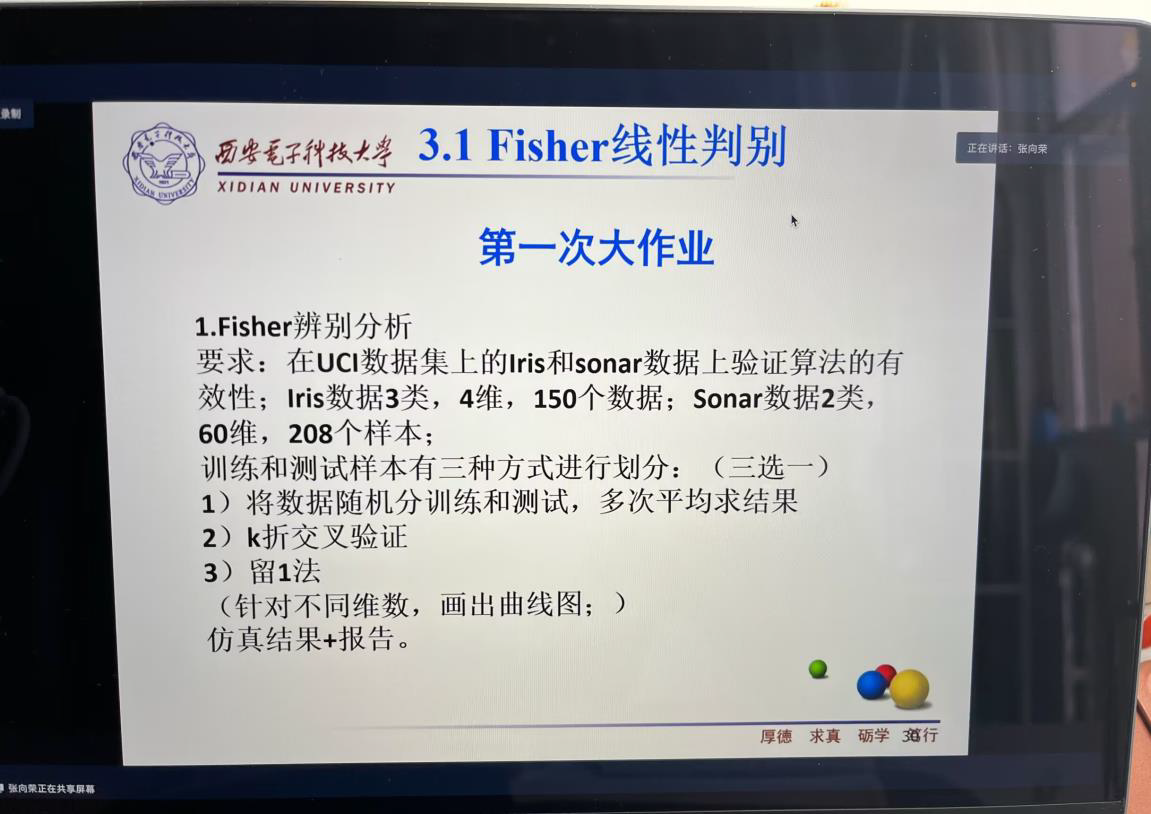 录制
西安电子科技大学
XIDIAN UNIVERSITY
3.1 Fisher线性判别
正在讲话：张向荣
第一次大作业
1.Fisher辨别分析
要求：在UCI数据集上的Iris和sonar数据上验证算法的有
效性；Iris数据3类，4维，150个数据；Sonar数据2类，
60维，208个样本；
训练和测试样本有三种方式进行划分：（三选一）
1）将数据随机分训练和测试，多次平均求结果
2）k折交叉验证
3）留1法
（针对不同维数，画出曲线图；）
仿真结果+报告。
厚德 求真 砺学 笃行
36
张向荣正在共享屏幕